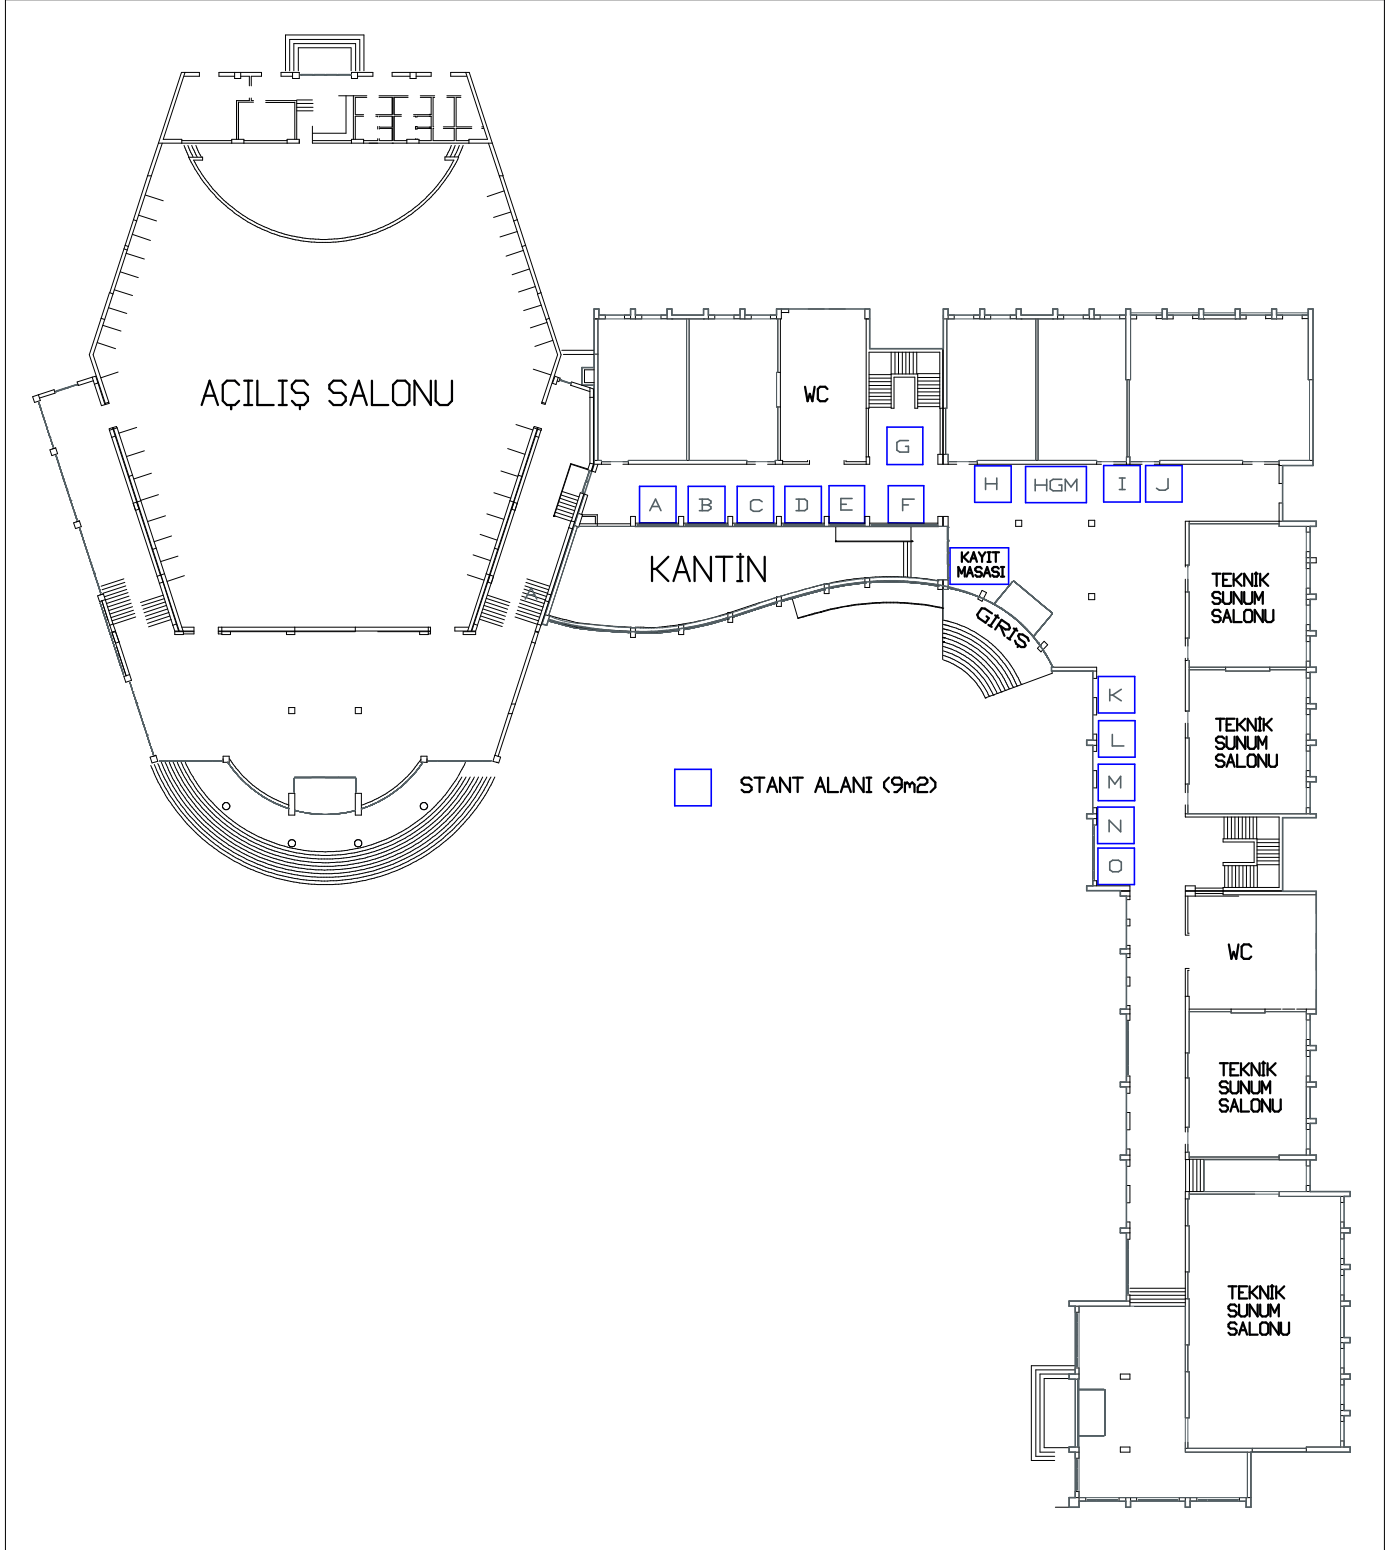 AÇILIŞ SALONU
WC
G
A
B
C
D
E
F
H
HGM
I
J
KANTİN
KAYIT
MASASI
GİRİŞ
TEKNİK
SUNUM
SALONU
K
L
M
N
O
TEKNİK
SUNUM
SALONU
STANT ALANI (9m2)
WC
TEKNİK
SUNUM
SALONU
TEKNİK
SUNUM
SALONU